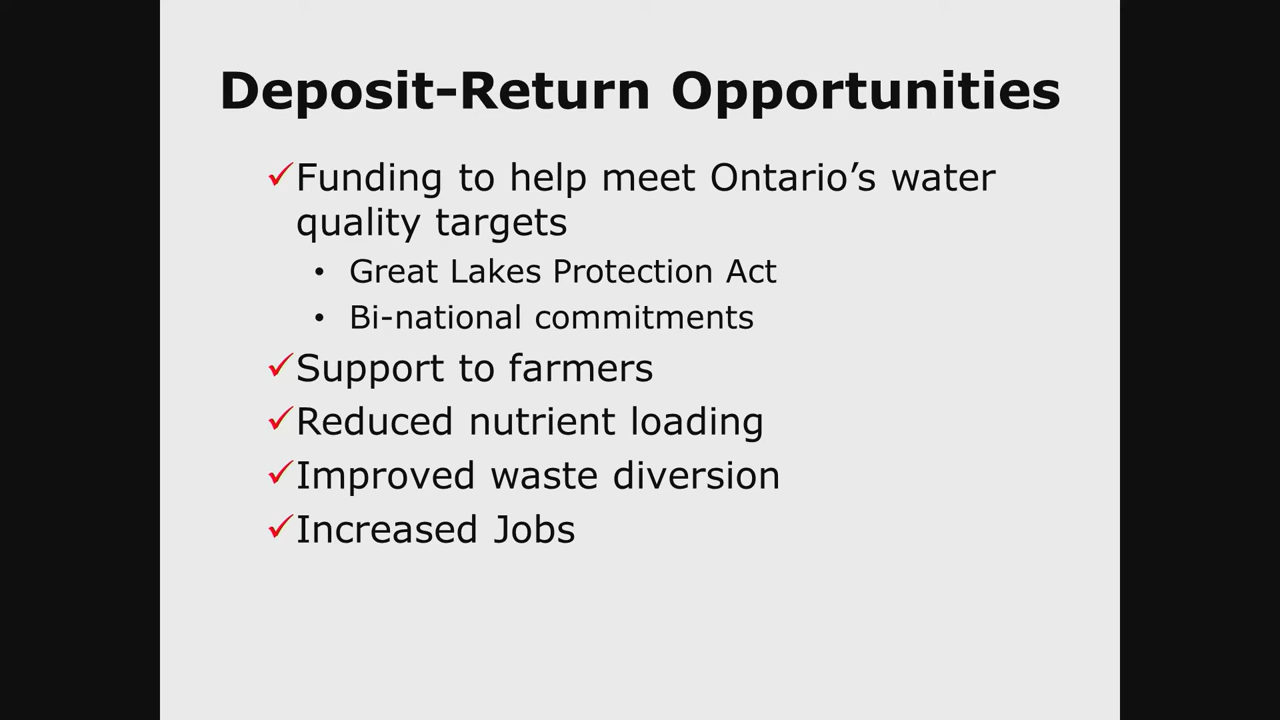 Deposit-Return Opportunities
✓Funding to help meet Ontario’s water
quality targets
• Great Lakes Protection Act
• Bi-national commitments
✓Support to farmers
✓Reduced nutrient loading
✓Improved waste diversion
✓Increased Jobs